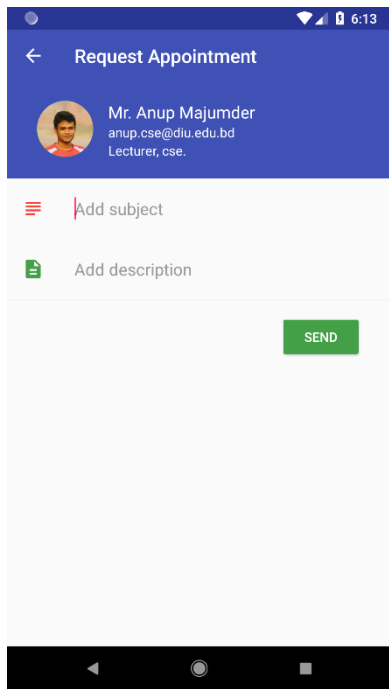 6:13
Request Appointment
Mr. Anup Majumder
anup.cse@diu.edu.bd
Lecturer, cse.
Add subject
Add description
SEND